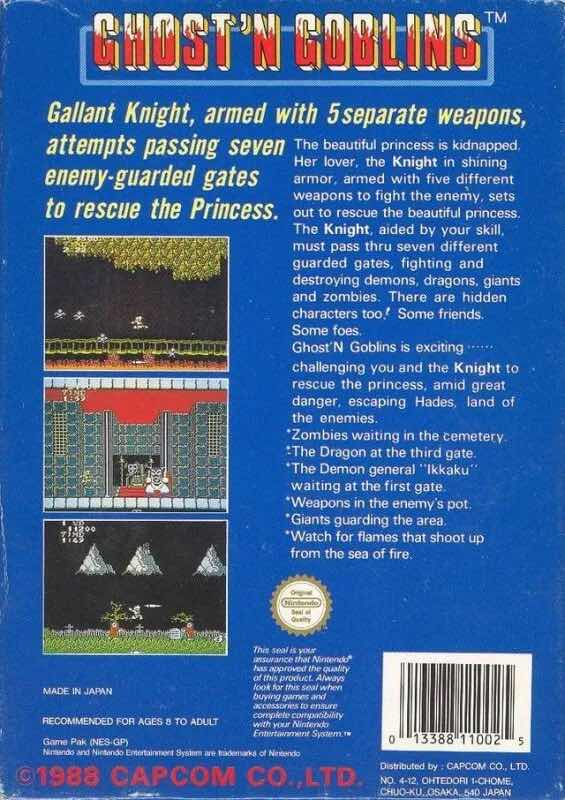 GHOST'N GOBLINS™
Gallant Knight, armed with 5 separate weapons,
attempts passing seven
enemy-guarded gates
to rescue the Princess.
The beautiful princess is kidnapped.
Her lover, the Knight in shining
armor, armed with five different
weapons to fight the enemy, sets
out to rescue the beautiful princess.
The Knight, aided by your skill,
must pass thru seven different
guarded gates, fighting and
destroying demons, dragons, giants
and zombies. There are hidden
characters too! Some friends.
Some foes.
Ghost'N Goblins is exciting ······
challenging you and the Knight to
rescue the princess, amid great
danger, escaping Hades, land of
the enemies.
*Zombies waiting in the cemetery.
*The Dragon at the third gate.
*The Demon general "Ikkaku"
waiting at the first gate.
*Weapons in the enemy's pot.
*Giants guarding the area.
*Watch for flames that shoot up
from the sea of fire.
TIME
1:59
11200
TIME
1:49
Original
Nintendo
Seal of
Quality
This seal is your
assurance that Nintendo®
has approved the quality
of this product. Always
look for this seal when
buying games and
accessories to ensure
complete compatibility
with your Nintendo
Entertainment System.™
MADE IN JAPAN
RECOMMENDED FOR AGES 8 TO ADULT
Game Pak (NES-GP)
Nintendo and Nintendo Entertainment System are trademarks of Nintendo
©1988 CAPCOM CO., LTD.
0 13388 11002 5
Distributed by : CAPCOM CO., LTD.
NO. 4-12, OHTEDORI 1-CHOME,
CHUO-KU, OSAKA, 540 JAPAN